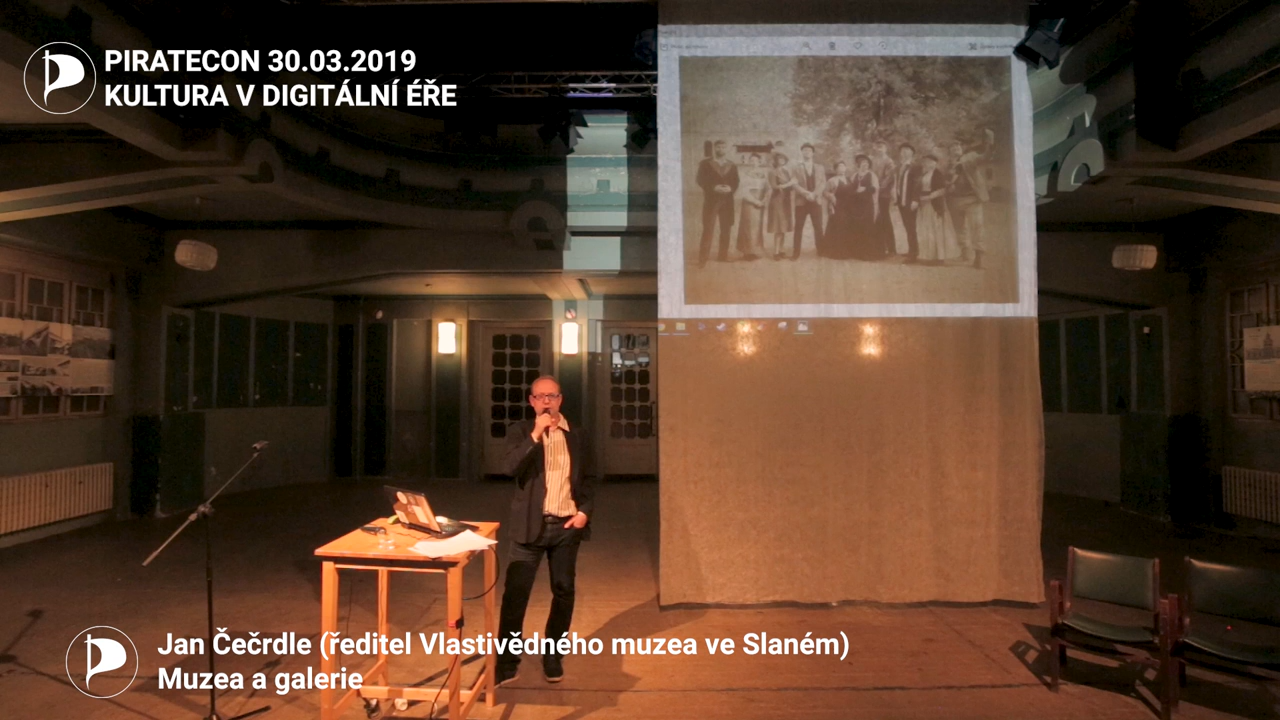 PIRATECON 30.03.2019
KULTURA V DIGITÁLNÍ ÉŘE
Jan Čečrdle (ředitel Vlastivědného muzea ve Slaném)
Muzea a galerie